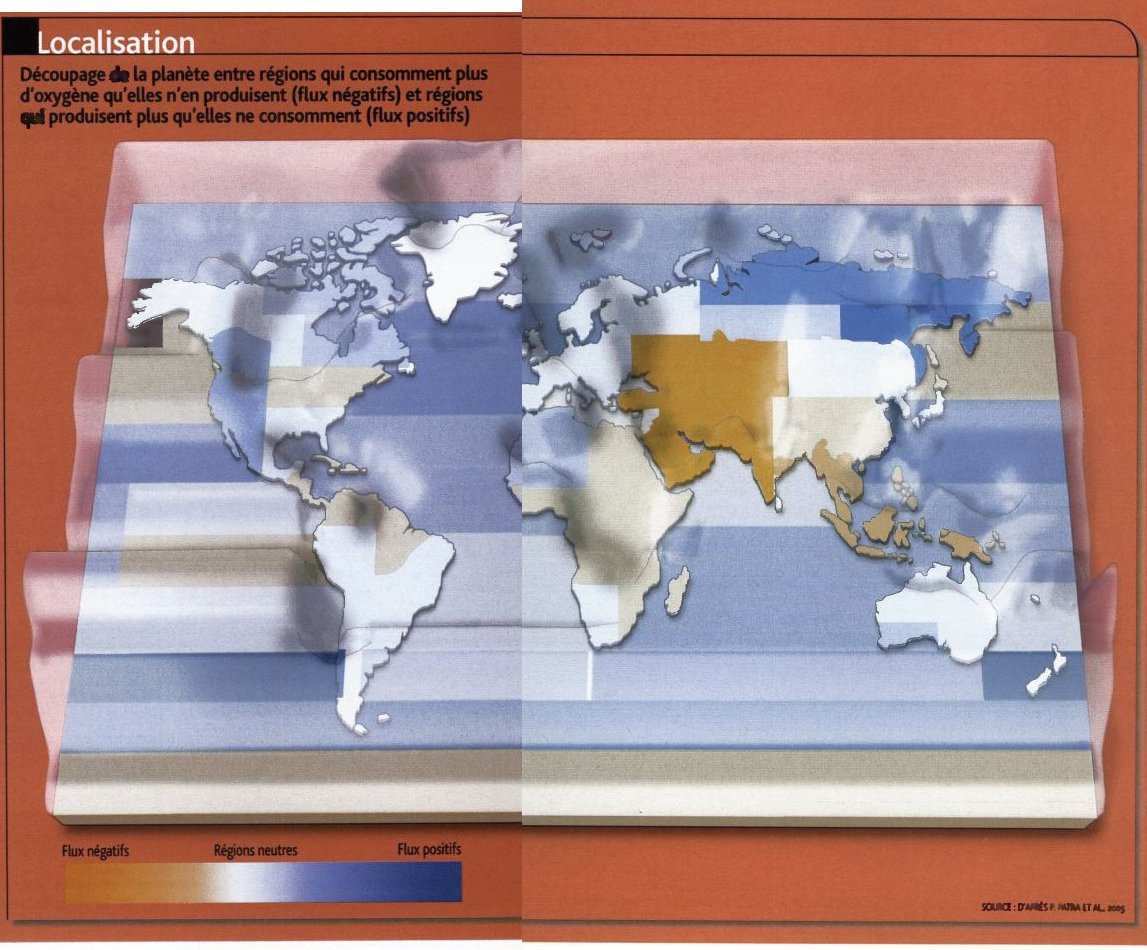 Localisation
Découpage de la planète entre régions qui consomment plus
d'oxygène qu'elles n'en produisent (flux négatifs) et régions
qui produisent plus qu'elles ne consomment (flux positifs)
Flux négatifs Régions neutres Flux positifs
SOURCE : D'APRÈS P. PATRA ET AL., 2005